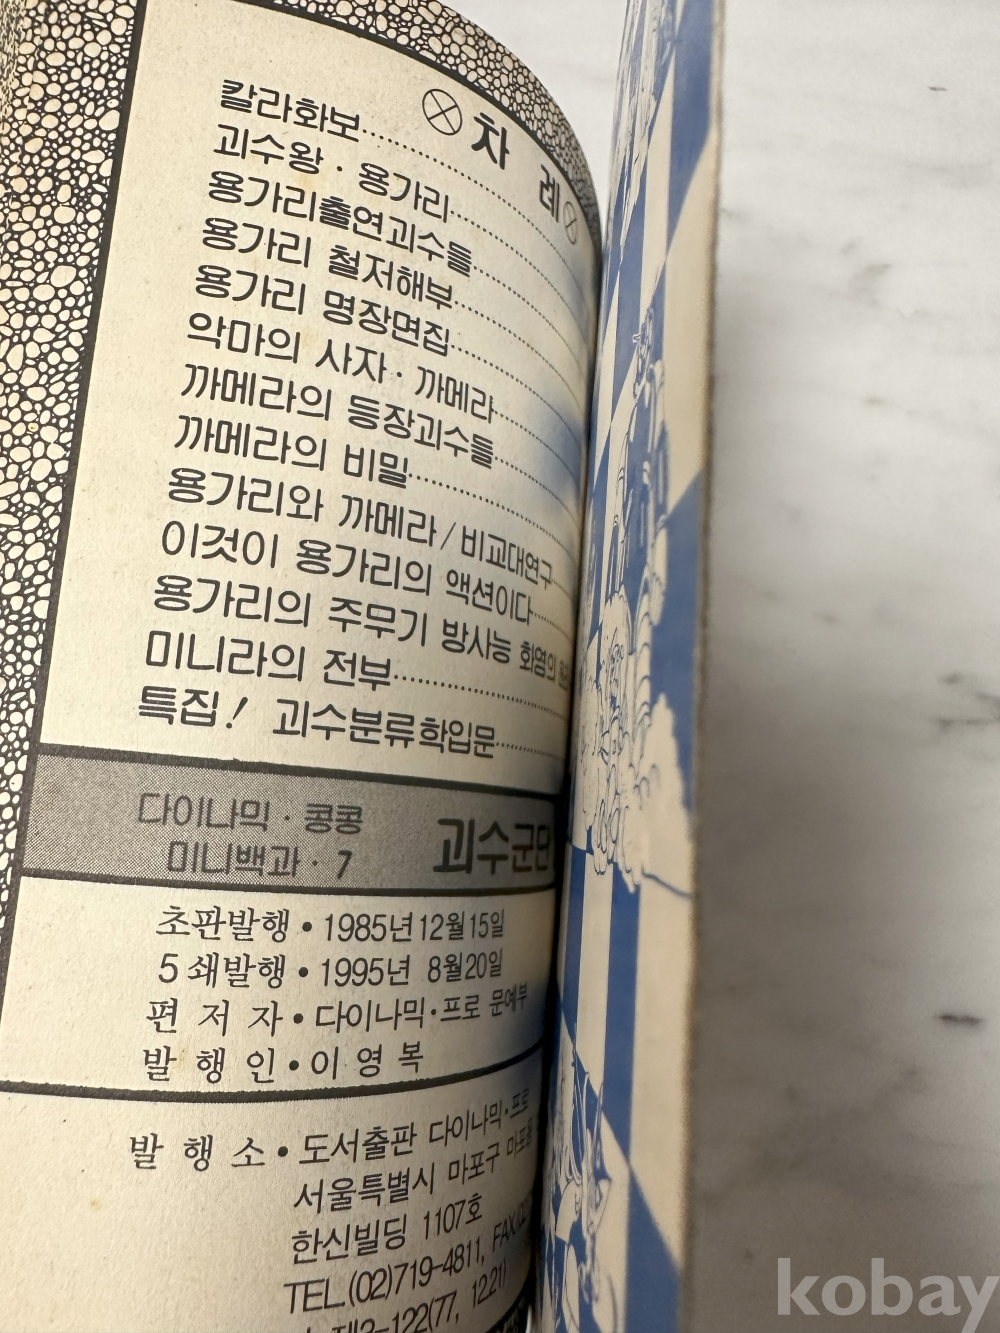 차 례
칼라화보
괴수왕 · 용가리
용가리출연괴수들
용가리 철저해부
용가리 명장면집
악마의 사자 · 까메라
까메라의 등장괴수들
까메라의 비밀
용가리와 까메라 / 비교대연구
이것이 용가리의 액션이다
용가리의 주무기 방사능 화염의
미니라의 전부
특집! 괴수분류학입문
다이나믹 · 콩콩
미니백과 · 7
괴수군단
초판발행 • 1985년 12월 15일
5쇄발행 • 1995년 8월 20일
편 저 자 • 다이나믹·프로 문예부
발 행 인 • 이 영 복
발 행 소 • 도서출판 다이나믹·프로
서울특별시 마포구
한신빌딩 1107호
TEL.(02)719-4811, FAX.(02)
제2-122(77, 12.21)
kobay